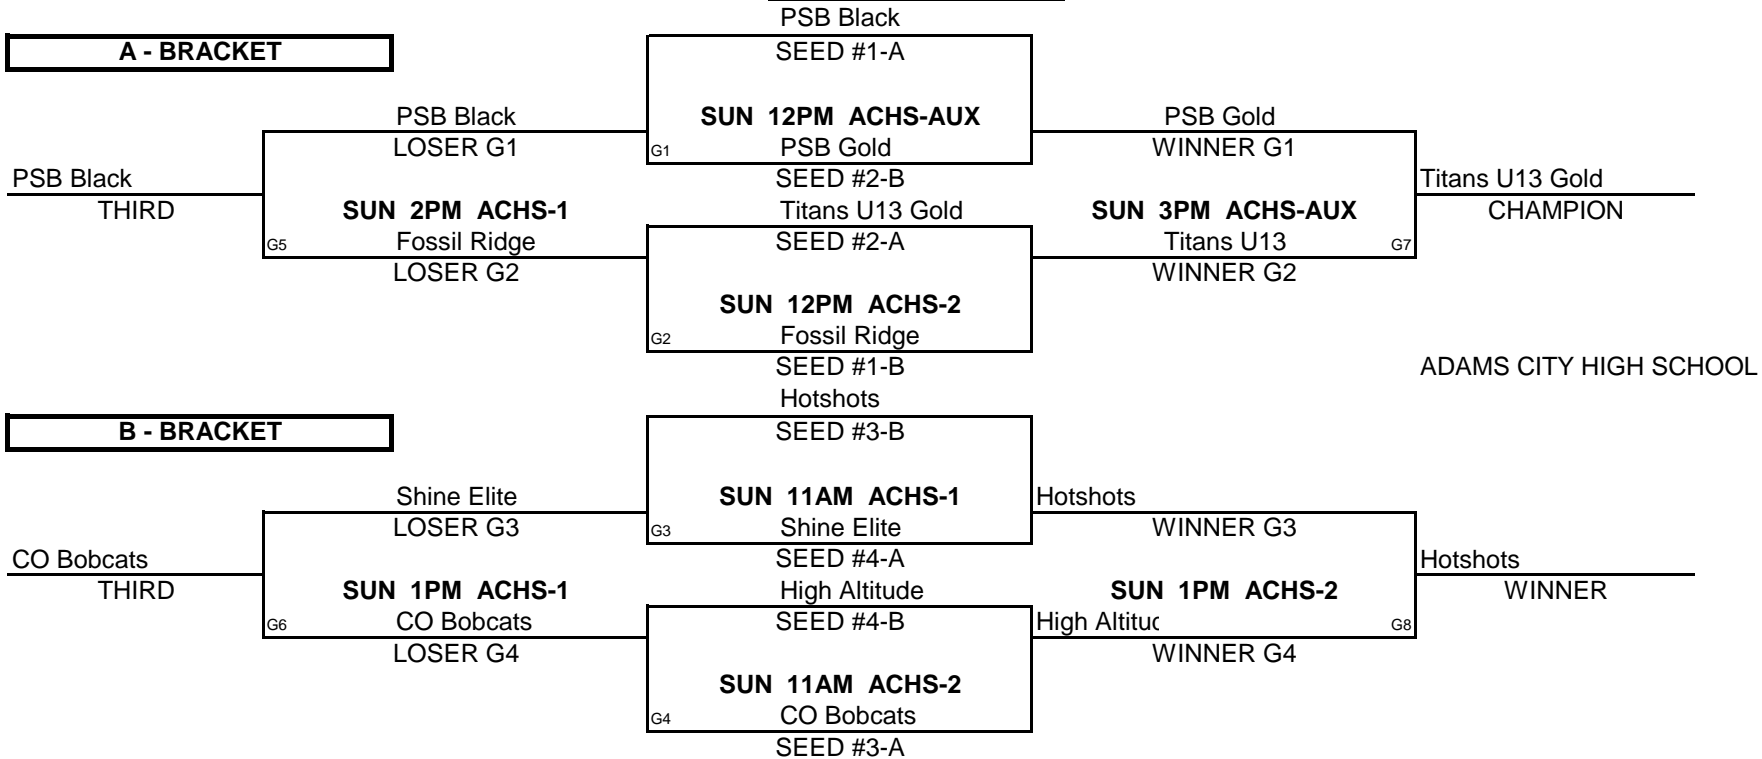 PSB Black
A - BRACKET
SEED #1-A
PSB Black
SUN 12PM ACHS-AUX
PSB Gold
LOSER G1
G1
PSB Gold
WINNER G1
PSB Black
SEED #2-B
Titans U13 Gold
THIRD
SUN 2PM ACHS-1
Titans U13 Gold
SUN 3PM ACHS-AUX
CHAMPION
G5
Fossil Ridge
SEED #2-A
Titans U13
G7
LOSER G2
WINNER G2
SUN 12PM ACHS-2
G2
Fossil Ridge
SEED #1-B
ADAMS CITY HIGH SCHOOL
Hotshots
B - BRACKET
SEED #3-B
Shine Elite
SUN 11AM ACHS-1
Hotshots
LOSER G3
G3
Shine Elite
WINNER G3
CO Bobcats
SEED #4-A
Hotshots
THIRD
SUN 1PM ACHS-1
High Altitude
SUN 1PM ACHS-2
WINNER
G6
CO Bobcats
SEED #4-B
High Altituc
G8
LOSER G4
WINNER G4
SUN 11AM ACHS-2
G4
CO Bobcats
SEED #3-A